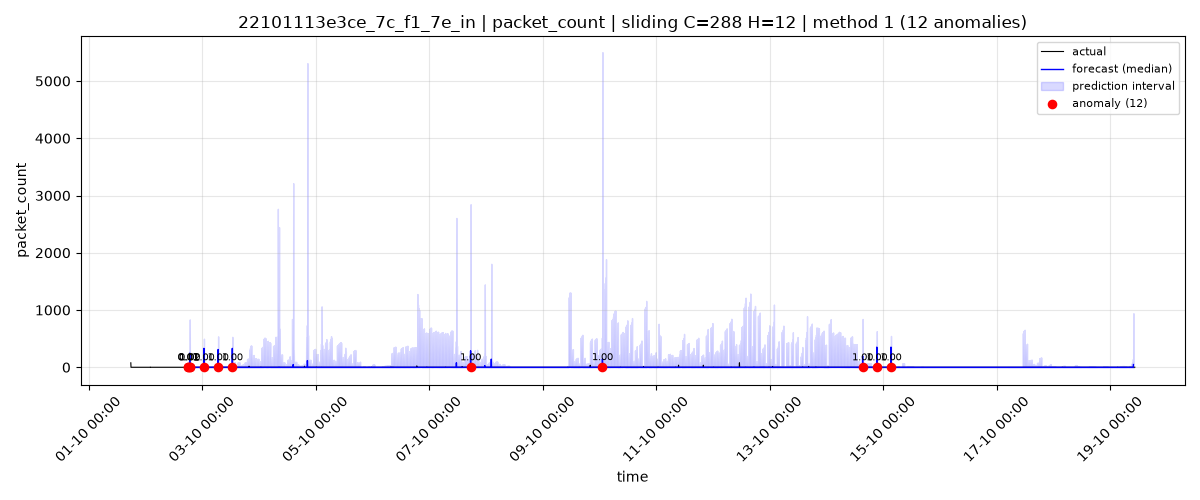 22101113e3ce_7c_f1_7e_in | packet_count | sliding C=288 H=12 | method 1 (12 anomalies)
actual
forecast (median)
prediction interval
anomaly (12)
packet_count
5000
4000
3000
2000
1000
0
1.00
1.00
01-10 00:00
03-10 00:00
05-10 00:00
07-10 00:00
09-10 00:00
11-10 00:00
13-10 00:00
15-10 00:00
17-10 00:00
19-10 00:00
time